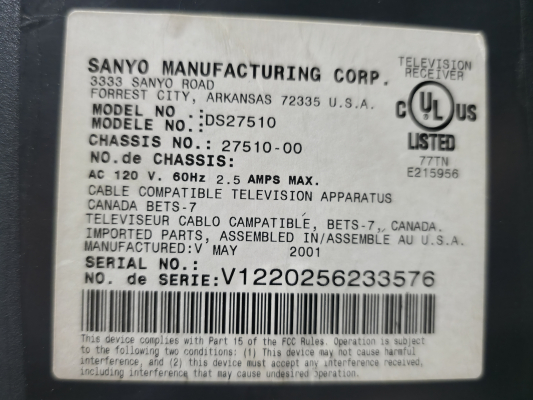 SANYO MANUFACTURING CORP.
3333 SANYO ROAD
FORREST CITY, ARKANSAS 72335 U.S.A.
TELEVISION
RECEIVER
C UL US
LISTED
77TN
E215956
MODEL NO.:
MODELE NO.: DS27510
CHASSIS NO.: 27510-00
NO.de CHASSIS:
AC 120 V. 60Hz 2.5 AMPS MAX.
CABLE COMPATIBLE TELEVISION APPARATUS
CANADA BETS-7
TELEVISEUR CABLO CAMPATIBLE, BETS-7, CANADA.
IMPORTED PARTS, ASSEMBLED IN/ASSEMBLE AU U.S.A.
MANUFACTURED:V MAY 2001
SERIAL NO.:
NO. de SERIE: V1220256233576
This device complies with Part 15 of the FCC Rules. Operation is subject
to the following two conditions: (1) This device may not cause harmful
interference, and (2) this device must accept any interference received,
including interference that may cause undesired operation.